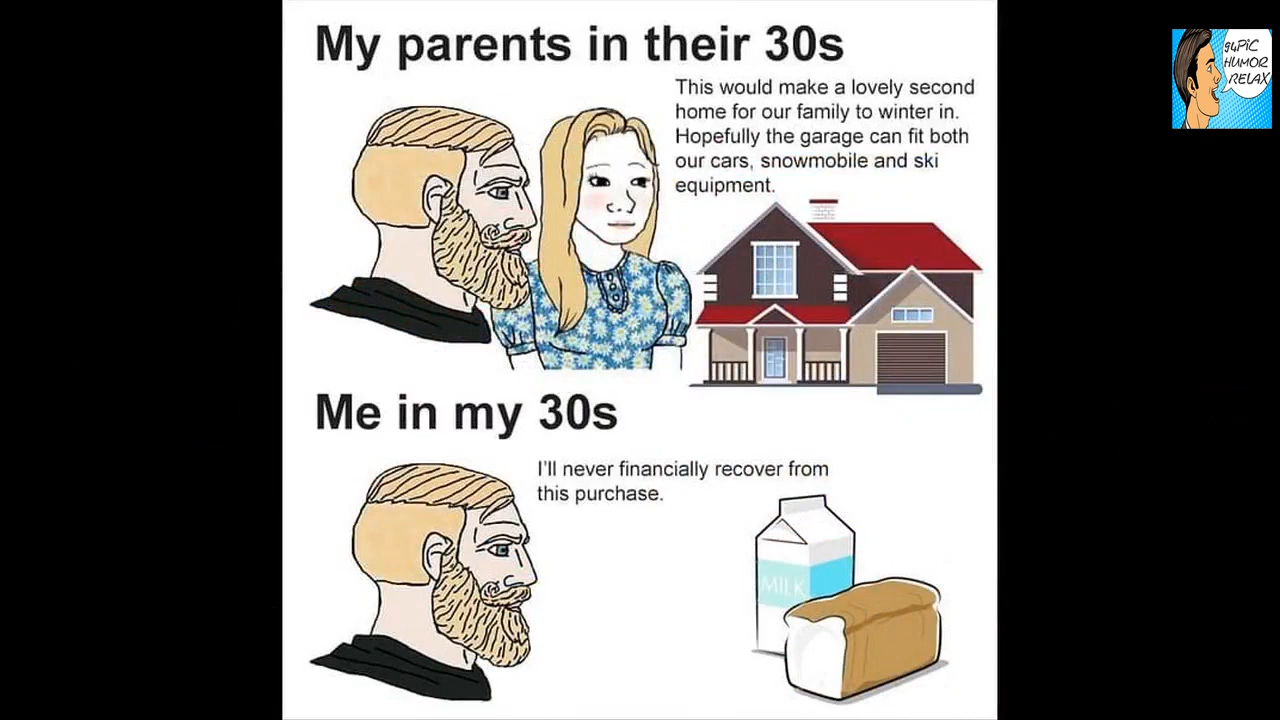 My parents in their 30s
This would make a lovely second
home for our family to winter in.
Hopefully the garage can fit both
our cars, snowmobile and ski
equipment.
Me in my 30s
I'll never financially recover from
this purchase.
MILK
94PiC
HUMOR
RELAX